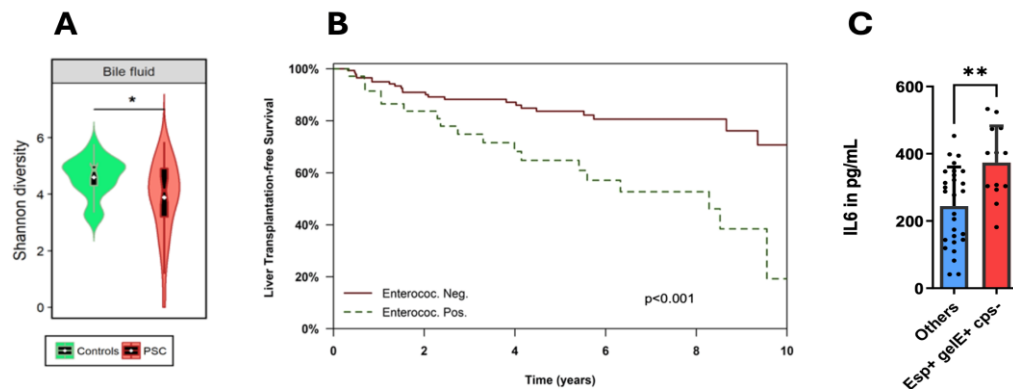 A
Bile fluid
*
Shannon diversity
6
4
2
0
Controls PSC
B
Liver Transplantation-free Survival
100%
80%
60%
40%
20%
0%
Enterococ. Neg.
Enterococ. Pos.
p<0.001
0 2 4 6 8 10
Time (years)
C
**
IL6 in pg/mL
600
400
200
0
Others
Esp+ gelE+ cps-